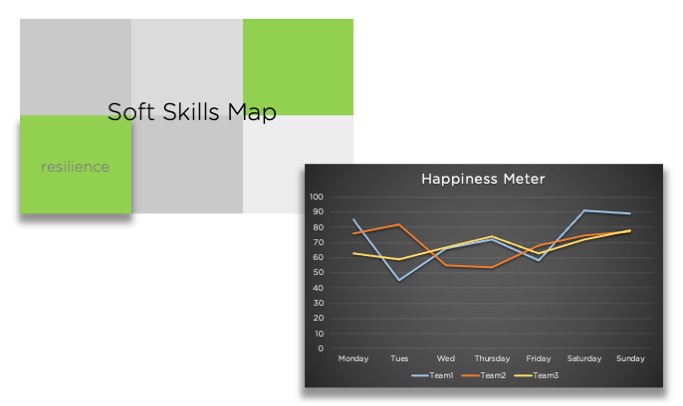 Soft Skills Map
resilience
Happiness Meter
100
90
80
70
60
50
40
30
20
10
0
Monday Tues Wed Thursday Friday Saturday Sunday
Team1 Team2 Team3